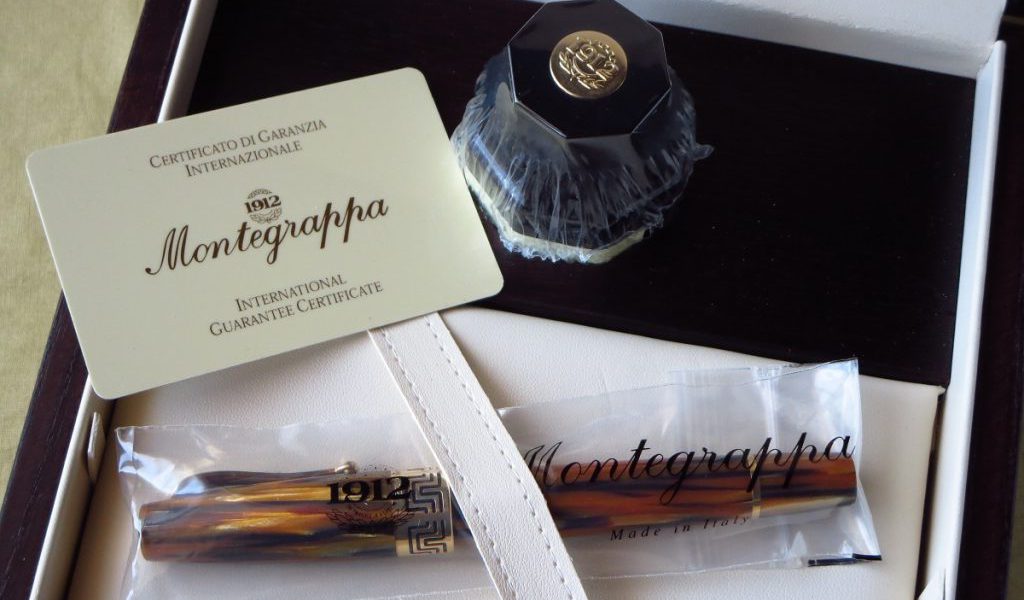 CERTIFICATO DI GARANZIA
INTERNAZIONALE
1912
Montegrappa
INTERNATIONAL
GUARANTEE CERTIFICATE
1912
Montegrappa
Made in Italy